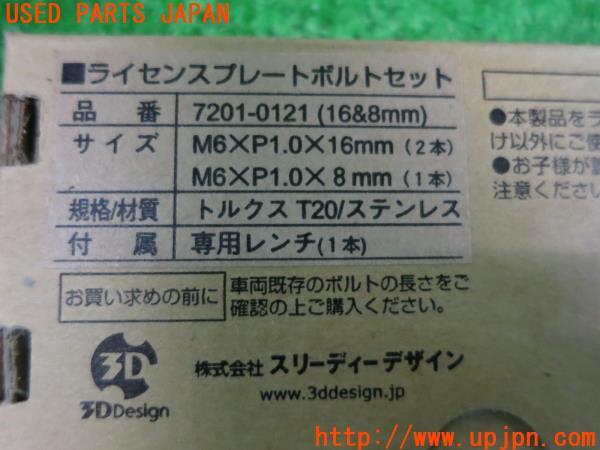 USED PARTS JAPAN
■ライセンスプレートボルトセット
品 番 7201-0121 (16&8mm)
サイズ M6×P1.0×16mm (2本)
M6×P1.0×8mm (1本)
規格/材質 トルクス T20/ステンレス
付 属 専用レンチ(1本)
お買い求めの前に
車両既存のボルトの長さをご
確認の上ご購入ください。
●本製品をラ
け以外にご使
●お子様が
注意ください
3D
3DDesign
株式会社 スリーディーデザイン
www.3ddesign.jp
https://www.upjpn.com/